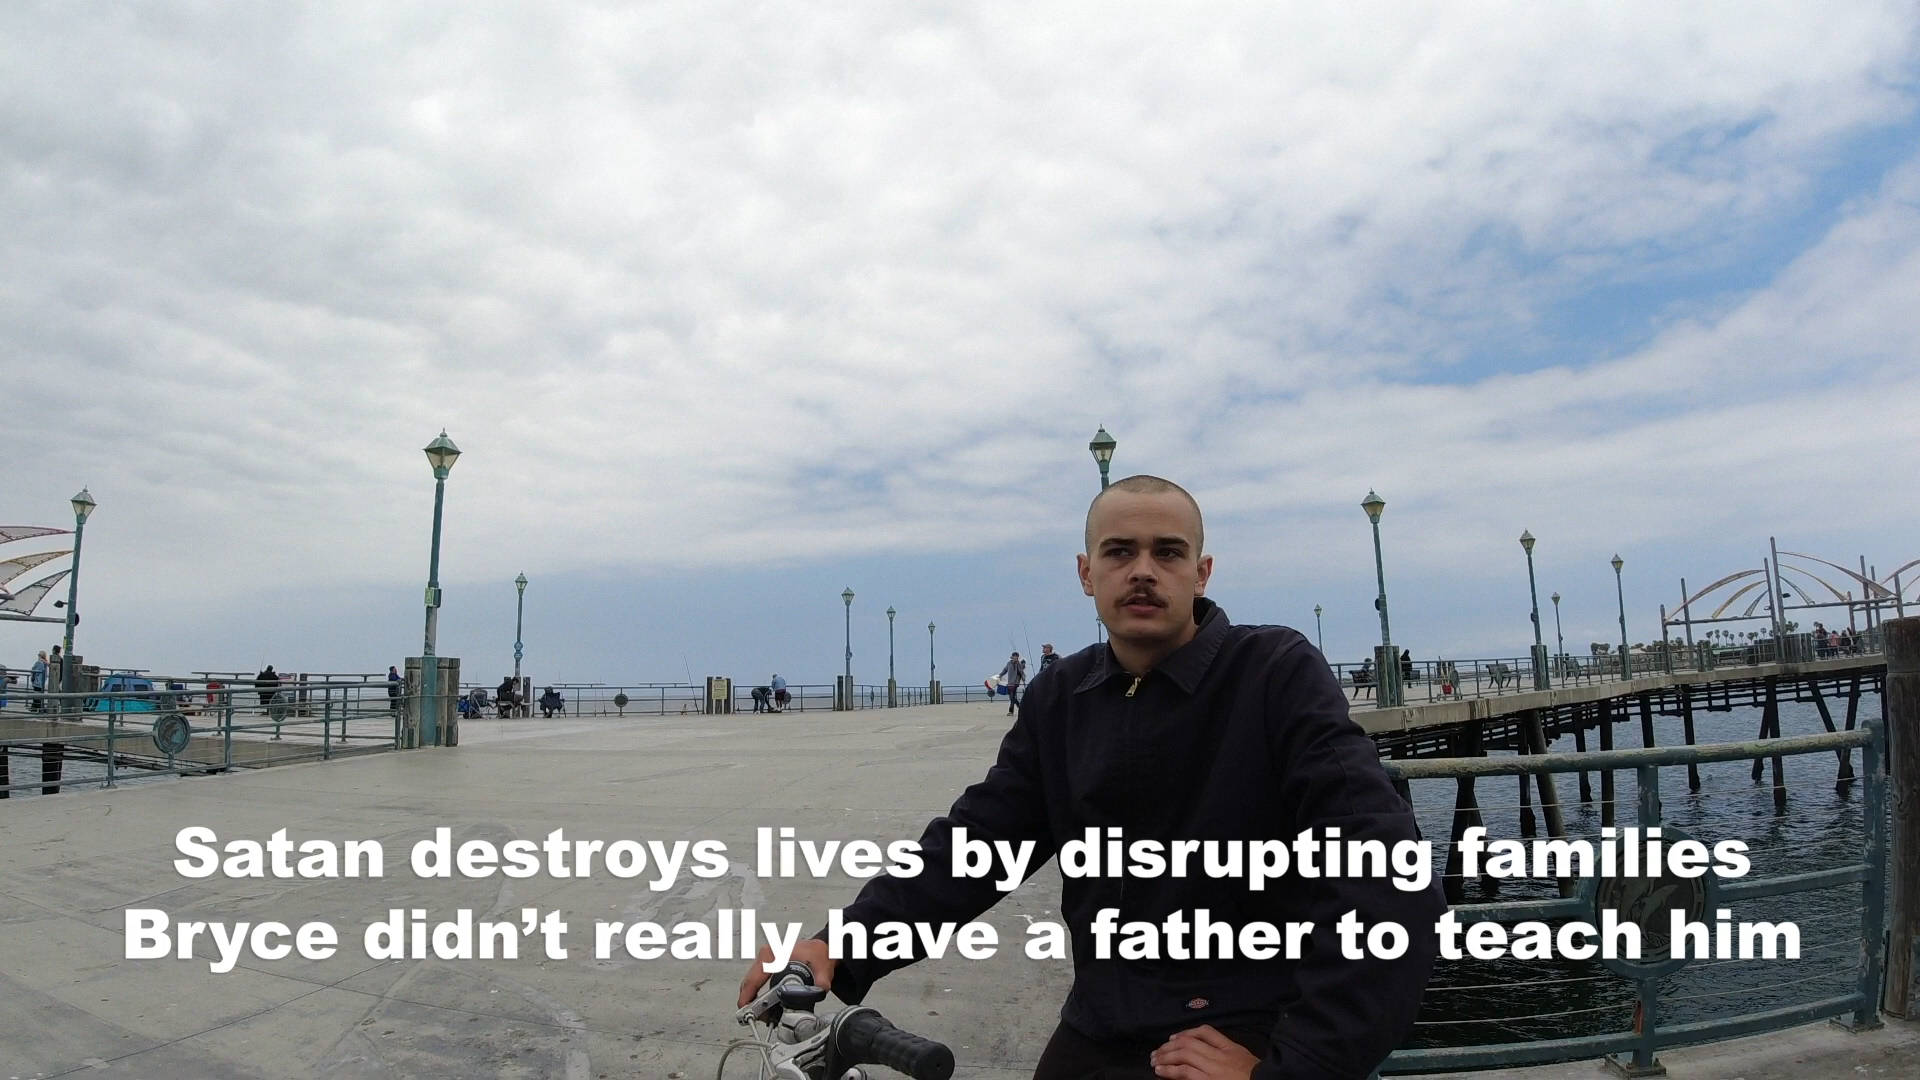 Satan destroys lives by disrupting families
Bryce didn’t really have a father to teach him